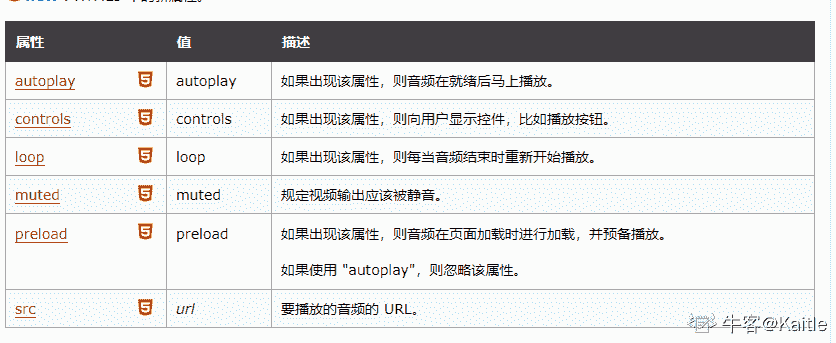 属性 值 描述
autoplay autoplay 如果出现该属性，则音频在就绪后马上播放。
controls controls 如果出现该属性，则向用户显示控件，比如播放按钮。
loop loop 如果出现该属性，则每当音频结束时重新开始播放。
muted muted 规定视频输出应该被静音。
preload preload 如果出现该属性，则音频在页面加载时进行加载，并预备播放。
如果使用 "autoplay"，则忽略该属性。
src url 要播放的音频的 URL。
牛客@Kaitle